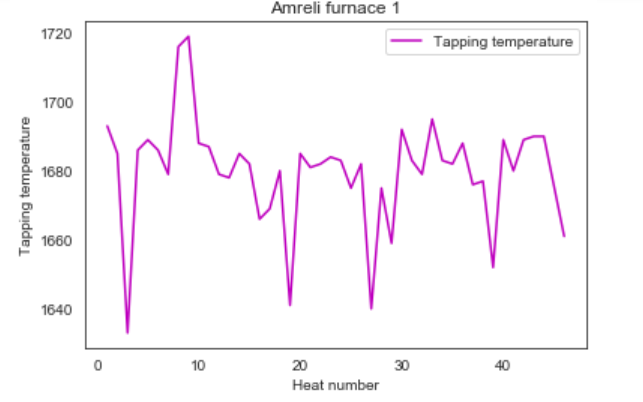 Amreli furnace 1
Tapping temperature
Tapping temperature
1720
1700
1680
1660
1640
0 10 20 30 40
Heat number